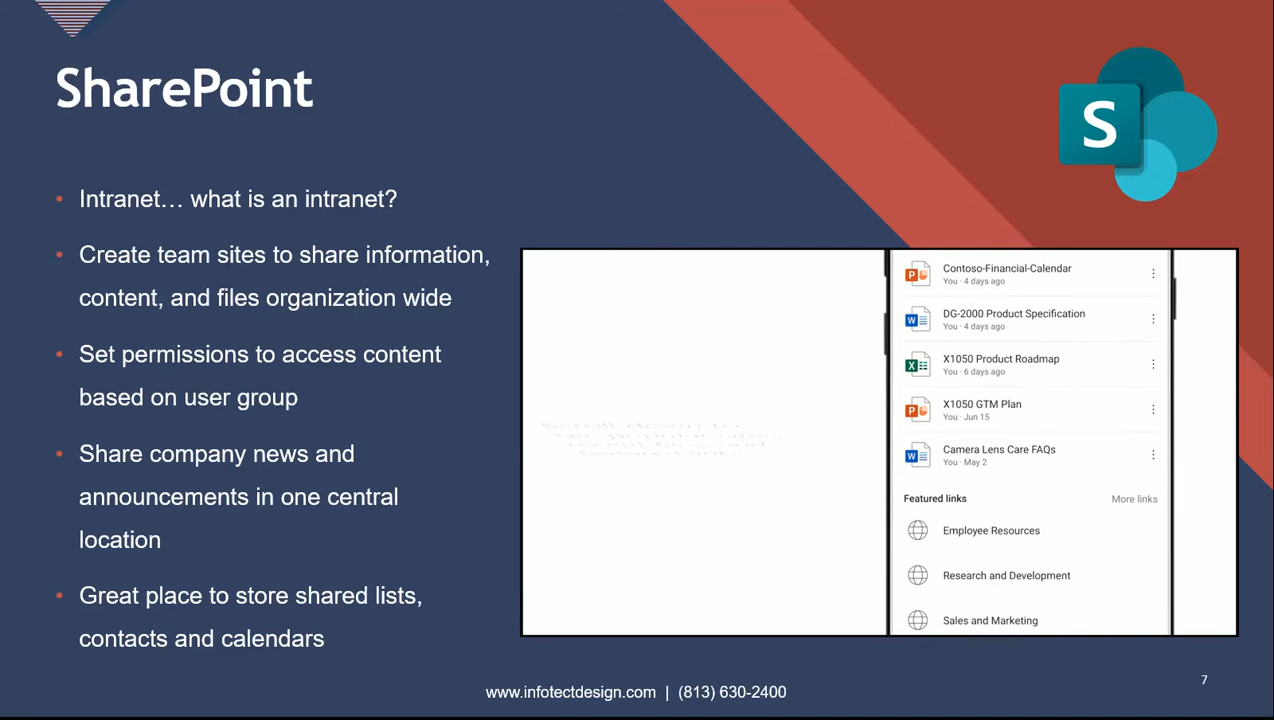 SharePoint
S
• Intranet… what is an intranet?
• Create team sites to share information,
content, and files organization wide
• Set permissions to access content
based on user group
• Share company news and
announcements in one central
location
• Great place to store shared lists,
contacts and calendars
Contoso-Financial-Calendar
You · 4 days ago
DG-2000 Product Specification
You · 4 days ago
X1050 Product Roadmap
You · 6 days ago
X1050 GTM Plan
You · Jun 15
Camera Lens Care FAQs
You · May 2
Featured links More links
Employee Resources
Research and Development
Sales and Marketing
Scroll down to
www.infotectdesign.com | (813) 630-2400
7